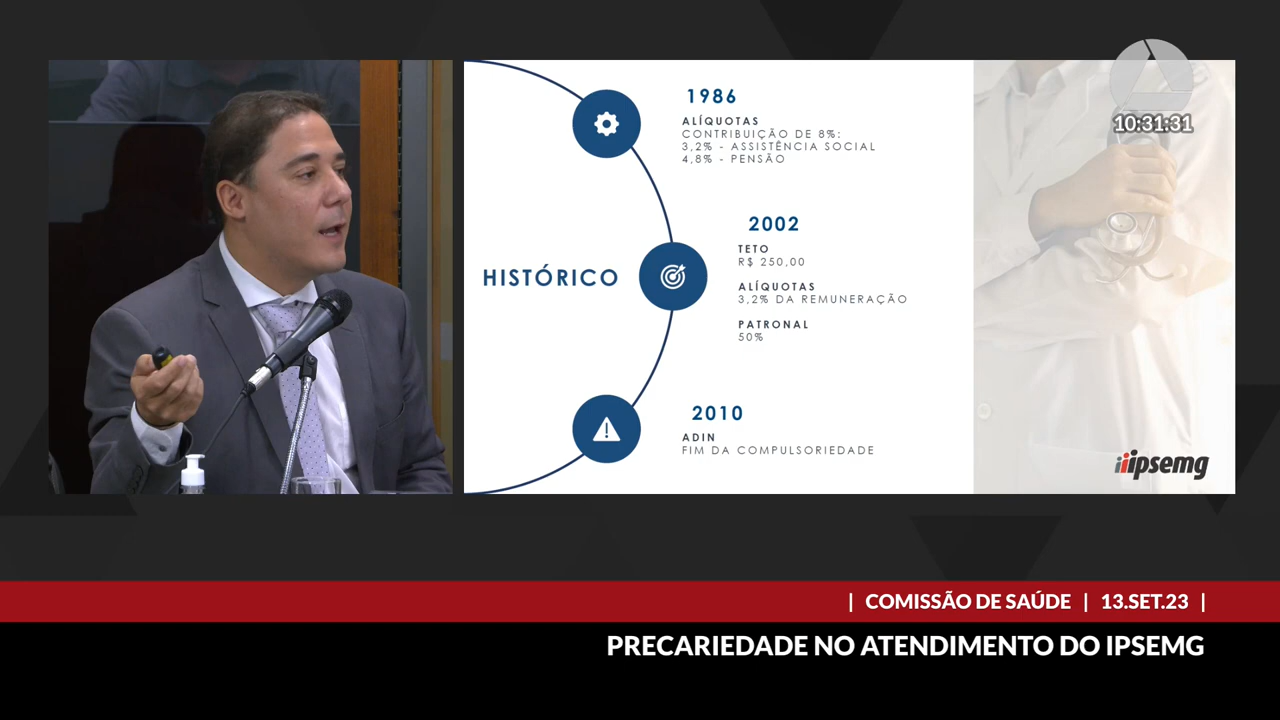 10:31:31
HISTÓRICO
1986
ALÍQUOTAS
CONTRIBUIÇÃO DE 8%:
3,2% - ASSISTÊNCIA SOCIAL
4,8% - PENSÃO
2002
TETO
R$ 250,00
ALÍQUOTAS
3,2% DA REMUNERAÇÃO
PATRONAL
50%
2010
ADIN
FIM DA COMPULSORIEDADE
ipsemg
| COMISSÃO DE SAÚDE | 13.SET.23 |
PRECARIEDADE NO ATENDIMENTO DO IPSEMG